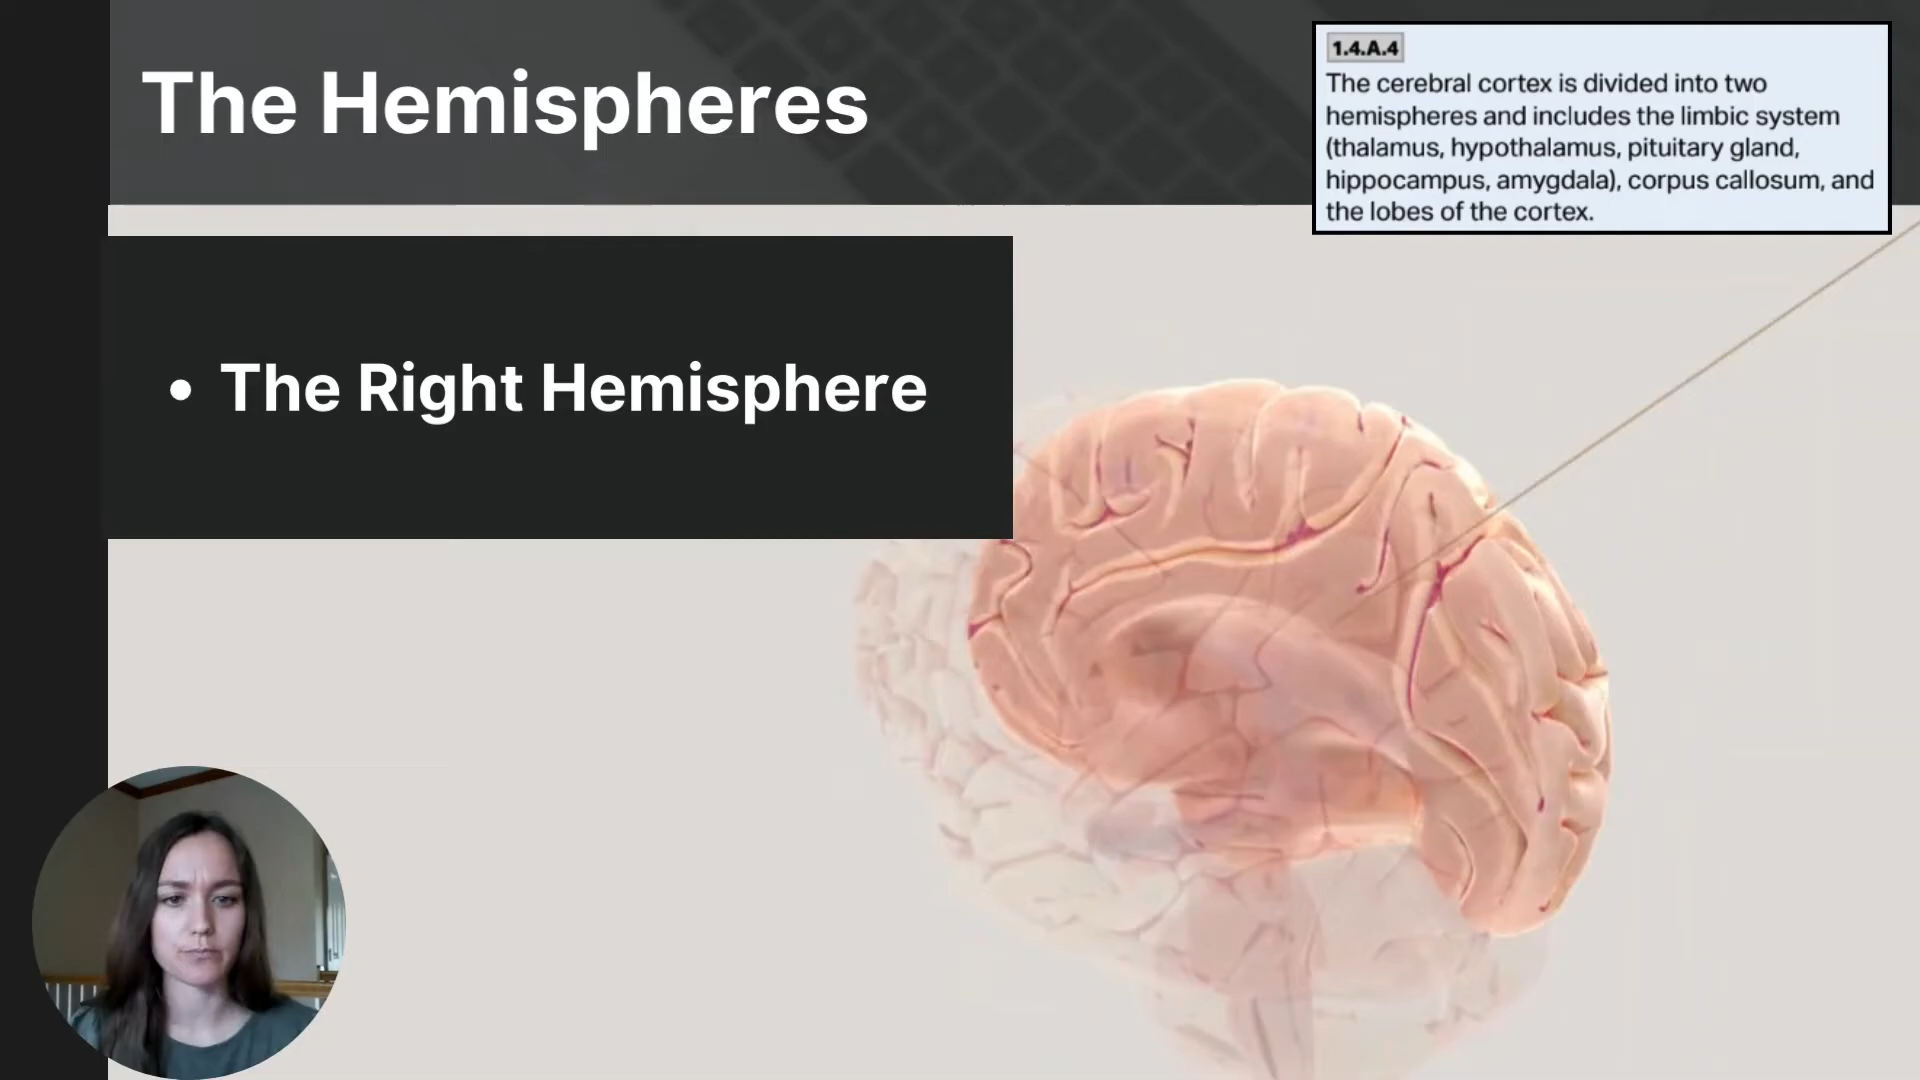 The Hemispheres
1.4.A.4
The cerebral cortex is divided into two
hemispheres and includes the limbic system
(thalamus, hypothalamus, pituitary gland,
hippocampus, amygdala), corpus callosum, and
the lobes of the cortex.
• The Right Hemisphere